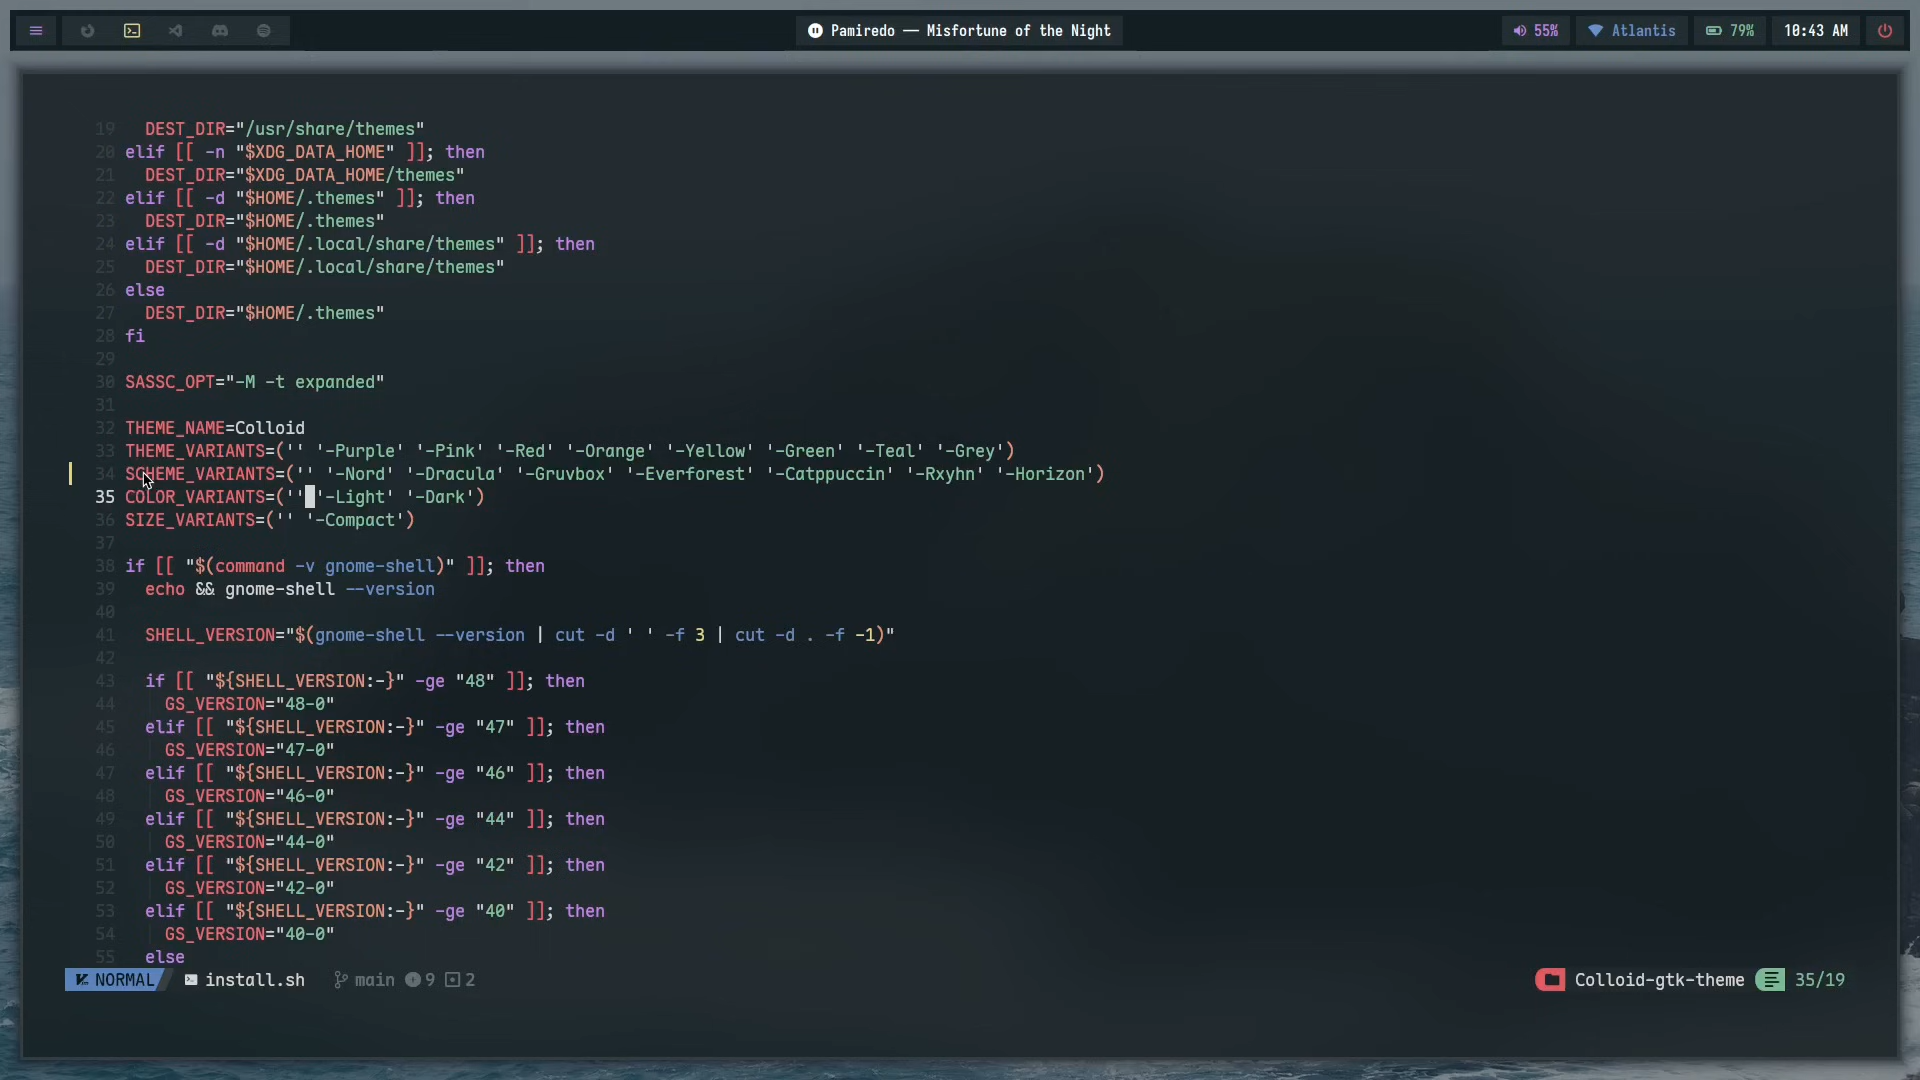 Pamiredo — Misfortune of the Night
55%
Atlantis
79%
10:43 AM
19 DEST_DIR="/usr/share/themes"
20 elif [[ -n "$XDG_DATA_HOME" ]]; then
21 DEST_DIR="$XDG_DATA_HOME/themes"
22 elif [[ -d "$HOME/.themes" ]]; then
23 DEST_DIR="$HOME/.themes"
24 elif [[ -d "$HOME/.local/share/themes" ]]; then
25 DEST_DIR="$HOME/.local/share/themes"
26 else
27 DEST_DIR="$HOME/.themes"
28 fi
29
30 SASSC_OPT="-M -t expanded"
31
32 THEME_NAME=Colloid
33 THEME_VARIANTS=('' '-Purple' '-Pink' '-Red' '-Orange' '-Yellow' '-Green' '-Teal' '-Grey')
34 SCHEME_VARIANTS=('' '-Nord' '-Dracula' '-Gruvbox' '-Everforest' '-Catppuccin' '-Rxyhn' '-Horizon')
35 COLOR_VARIANTS=('' '-Light' '-Dark')
36 SIZE_VARIANTS=('' '-Compact')
37
38 if [[ "$(command -v gnome-shell)" ]]; then
39 echo && gnome-shell --version
40
41 SHELL_VERSION="$(gnome-shell --version | cut -d ' ' -f 3 | cut -d . -f -1)"
42
43 if [[ "${SHELL_VERSION:-}" -ge "48" ]]; then
44 GS_VERSION="48-0"
45 elif [[ "${SHELL_VERSION:-}" -ge "47" ]]; then
46 GS_VERSION="47-0"
47 elif [[ "${SHELL_VERSION:-}" -ge "46" ]]; then
48 GS_VERSION="46-0"
49 elif [[ "${SHELL_VERSION:-}" -ge "44" ]]; then
50 GS_VERSION="44-0"
51 elif [[ "${SHELL_VERSION:-}" -ge "42" ]]; then
52 GS_VERSION="42-0"
53 elif [[ "${SHELL_VERSION:-}" -ge "40" ]]; then
54 GS_VERSION="40-0"
55 else
NORMAL install.sh main 9 2 Colloid-gtk-theme 35/19